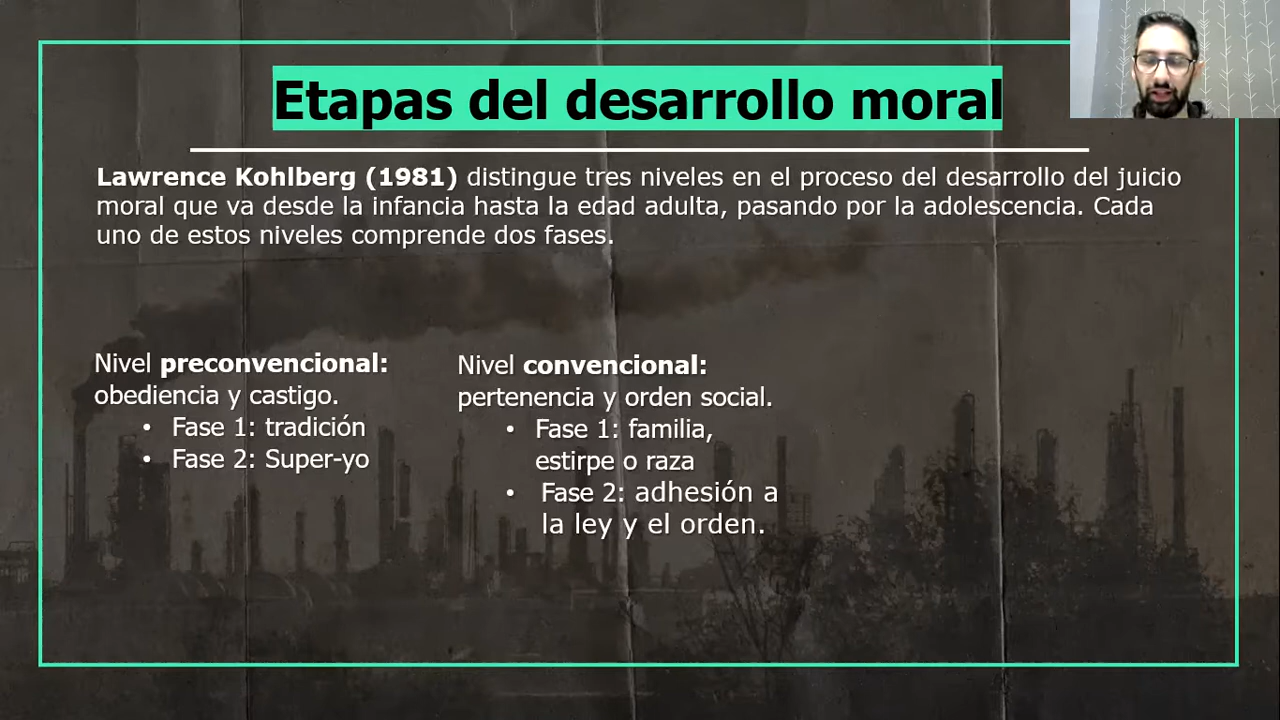 Etapas del desarrollo moral
Lawrence Kohlberg (1981) distingue tres niveles en el proceso del desarrollo del juicio
moral que va desde la infancia hasta la edad adulta, pasando por la adolescencia. Cada
uno de estos niveles comprende dos fases.
Nivel preconvencional:
obediencia y castigo.
• Fase 1: tradición
• Fase 2: Super-yo
Nivel convencional:
pertenencia y orden social.
• Fase 1: familia,
estirpe o raza
• Fase 2: adhesión a
la ley y el orden.